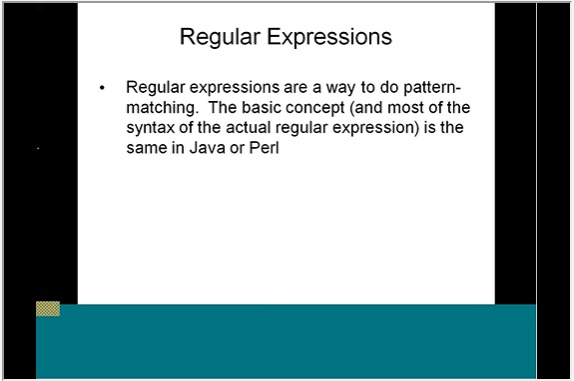 Regular Expressions
• Regular expressions are a way to do pattern-
matching. The basic concept (and most of the
syntax of the actual regular expression) is the
same in Java or Perl